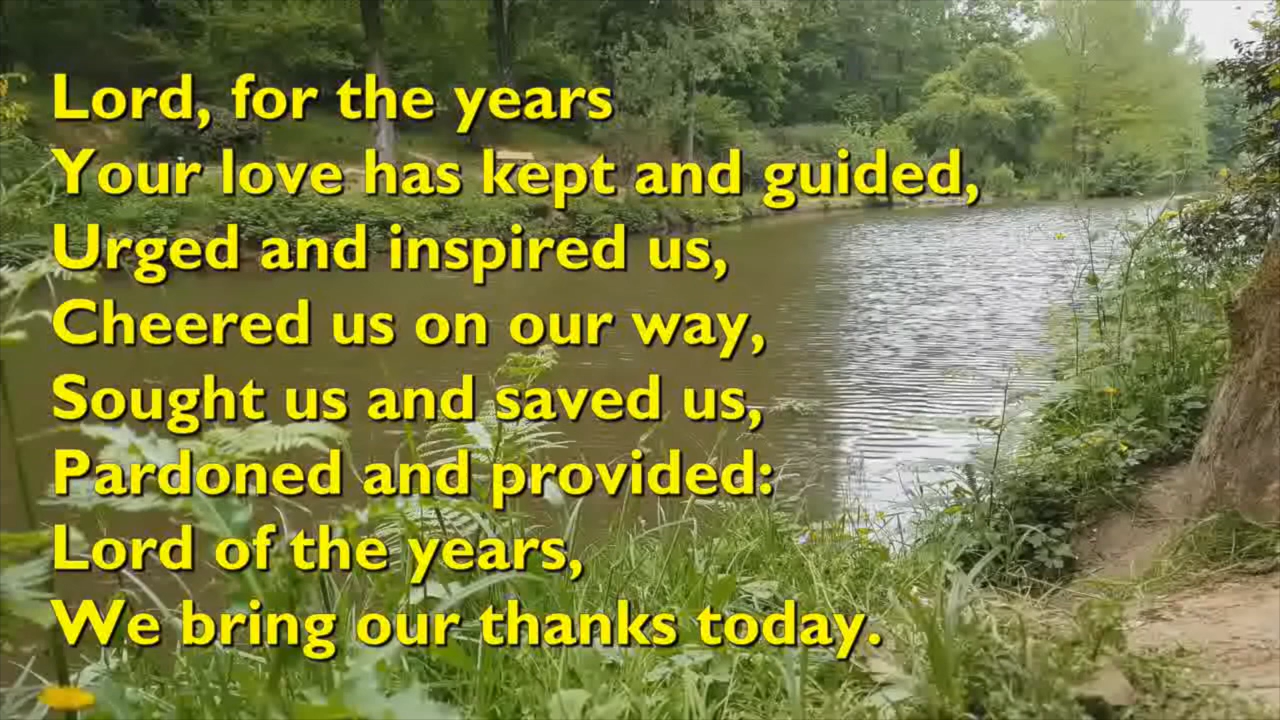 Lord, for the years
Your love has kept and guided,
Urged and inspired us,
Cheered us on our way,
Sought us and saved us,
Pardoned and provided:
Lord of the years,
We bring our thanks today.